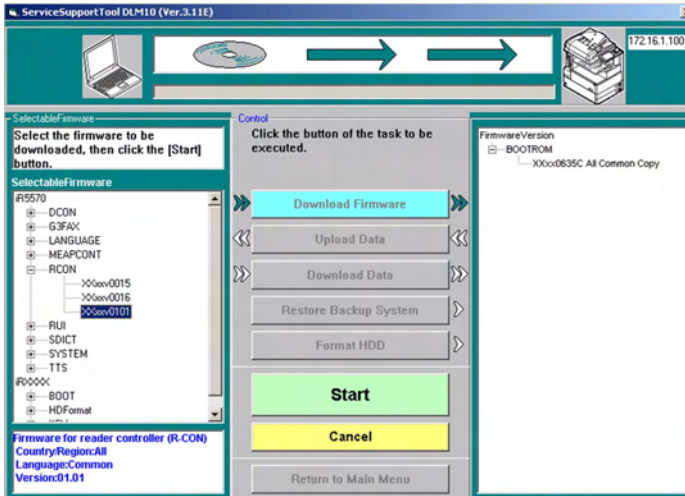 ServiceSupportTool DLM10 (Ver.3.11E)
172.16.1.100
SelectableFirmware
Select the firmware to be
downloaded, then click the [Start]
button.
SelectableFirmware
iR5570
DCON
G3FAX
LANGUAGE
MEAPCONT
RCON
XXxxv0015
XXxxv0016
XXxxv0101
RUI
SDICT
SYSTEM
TTS
iRXXXX
BOOT
HDFormat
Firmware for reader controller (R-CON)
Country/Region:All
Language:Common
Version:01.01
Control
Click the button of the task to be
executed.
Download Firmware
Upload Data
Download Data
Restore Backup System
Format HDD
Start
Cancel
Return to Main Menu
FirmwareVersion
BOOTROM
XXxx0635C All Common Copy